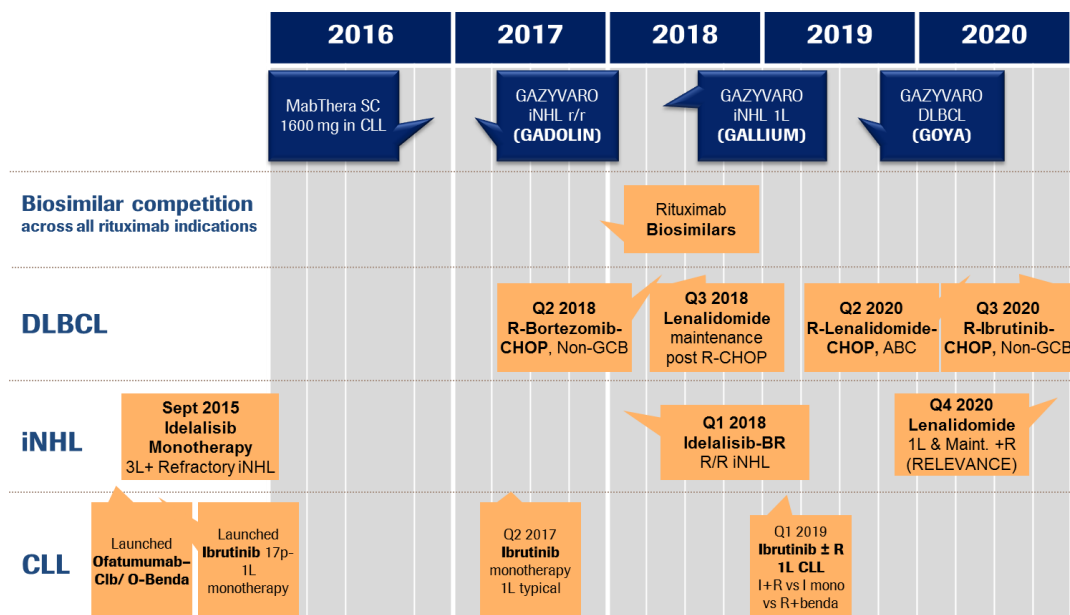 2016 2017 2018 2019 2020
MabThera SC
1600 mg in CLL
GAZYVARO
iNHL r/r
(GADOLIN)
GAZYVARO
iNHL 1L
(GALLIUM)
GAZYVARO
DLBCL
(GOYA)
Biosimilar competition
across all rituximab indications
Rituximab
Biosimilars
DLBCL
Q2 2018
R-Bortezomib-
CHOP, Non-GCB
Q3 2018
Lenalidomide
maintenance
post R-CHOP
Q2 2020
R-Lenalidomide-
CHOP, ABC
Q3 2020
R-Ibrutinib-
CHOP, Non-GCB
iNHL
Sept 2015
Idelalisib
Monotherapy
3L+ Refractory iNHL
Q1 2018
Idelalisib-BR
R/R iNHL
Q4 2020
Lenalidomide
1L & Maint. +R
(RELEVANCE)
CLL
Launched
Ofatumumab–
Clb/ O-Benda
Launched
Ibrutinib 17p-
1L
monotherapy
Q2 2017
Ibrutinib
monotherapy
1L typical
Q1 2019
Ibrutinib ± R
1L CLL
I+R vs I mono
vs R+benda